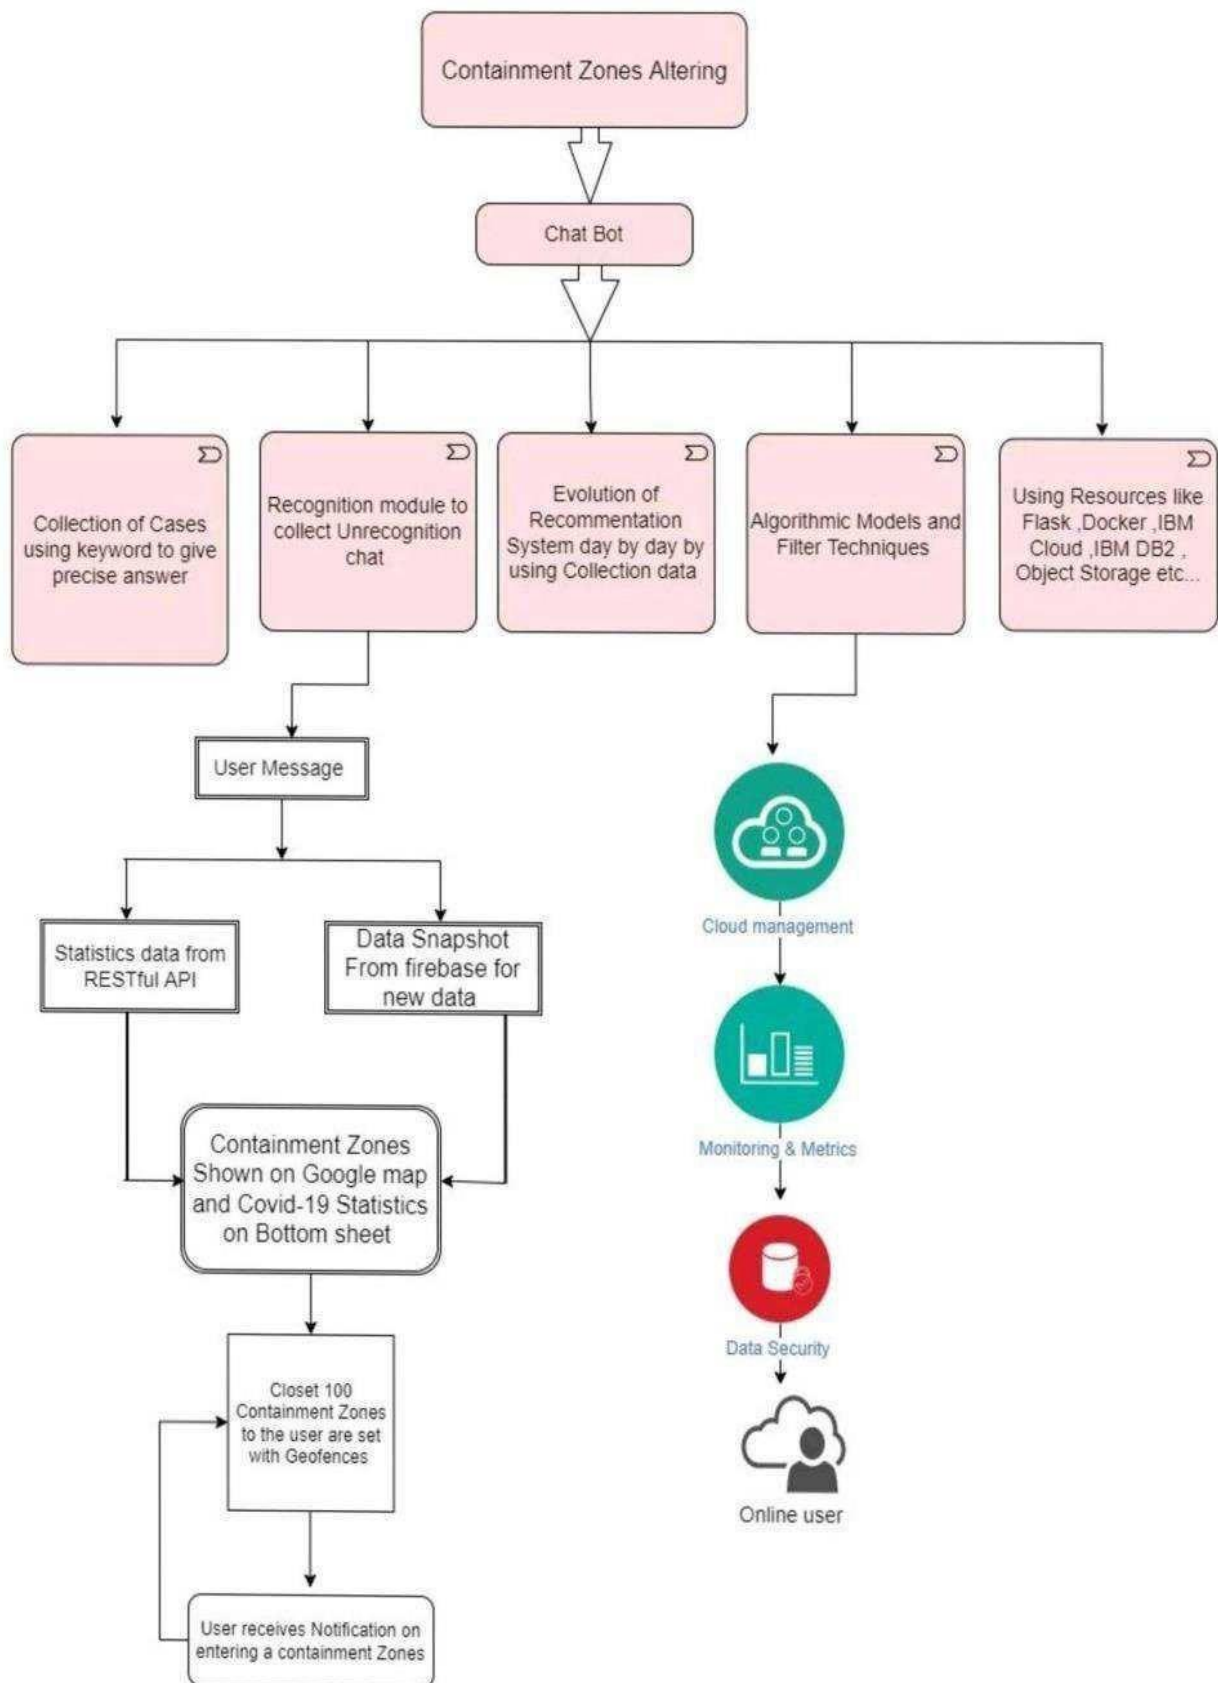 Containment Zones Altering
Chat Bot
Collection of Cases
using keyword to give
precise answer
Recognition module to
collect Unrecognition
chat
Evolution of
Recommentation
System day by day by
using Collection data
Algorithmic Models and
Filter Techniques
Using Resources like
Flask ,Docker ,IBM
Cloud ,IBM DB2 ,
Object Storage etc...
User Message
Statistics data from
RESTful API
Data Snapshot
From firebase for
new data
Containment Zones
Shown on Google map
and Covid-19 Statistics
on Bottom sheet
Closet 100
Containment Zones
to the user are set
with Geofences
User receives Notification on
entering a containment Zones
Cloud management
Monitoring & Metrics
Data Security
Online user